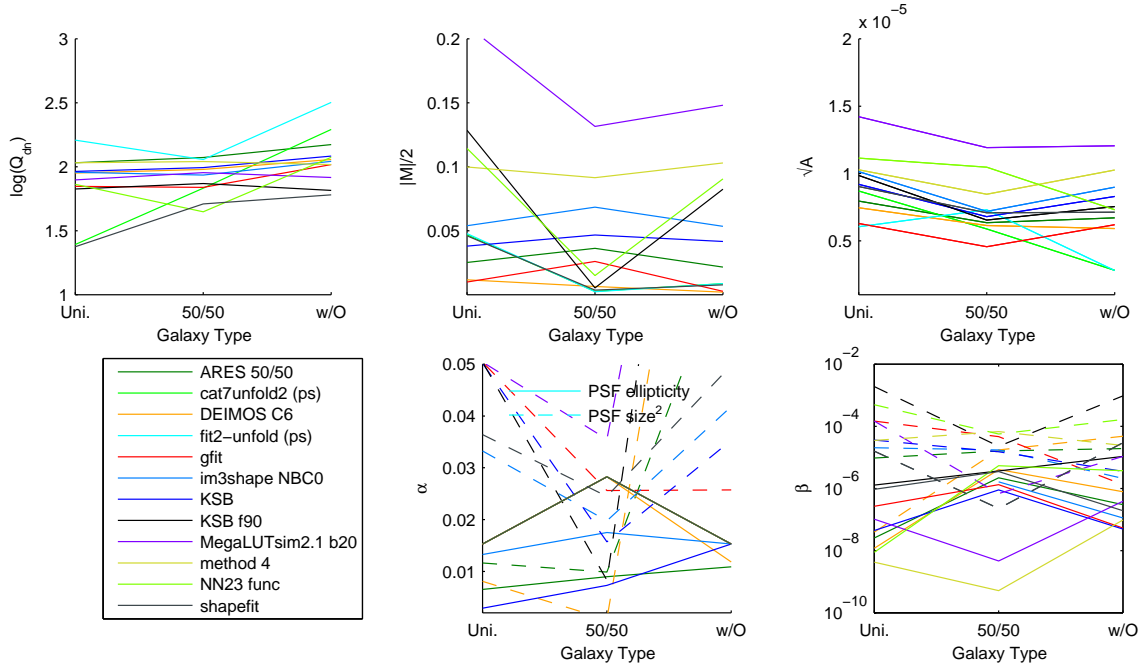 x 10⁻⁵
3
2.5
2
1.5
1
log(Q_dn)
Uni.
50/50
w/O
Galaxy Type
0.2
0.15
0.1
0.05
|M|/2
Uni.
50/50
w/O
Galaxy Type
2
1.5
1
0.5
√A
Uni.
50/50
w/O
Galaxy Type
ARES 50/50
cat7unfold2 (ps)
DEIMOS C6
fit2−unfold (ps)
gfit
im3shape NBC0
KSB
KSB f90
MegaLUTsim2.1 b20
method 4
NN23 func
shapefit
0.05
0.04
0.03
0.02
0.01
α
PSF ellipticity
PSF size²
Uni.
50/50
w/O
Galaxy Type
10⁻²
10⁻⁴
10⁻⁶
10⁻⁸
10⁻¹⁰
β
Uni.
50/50
w/O
Galaxy Type